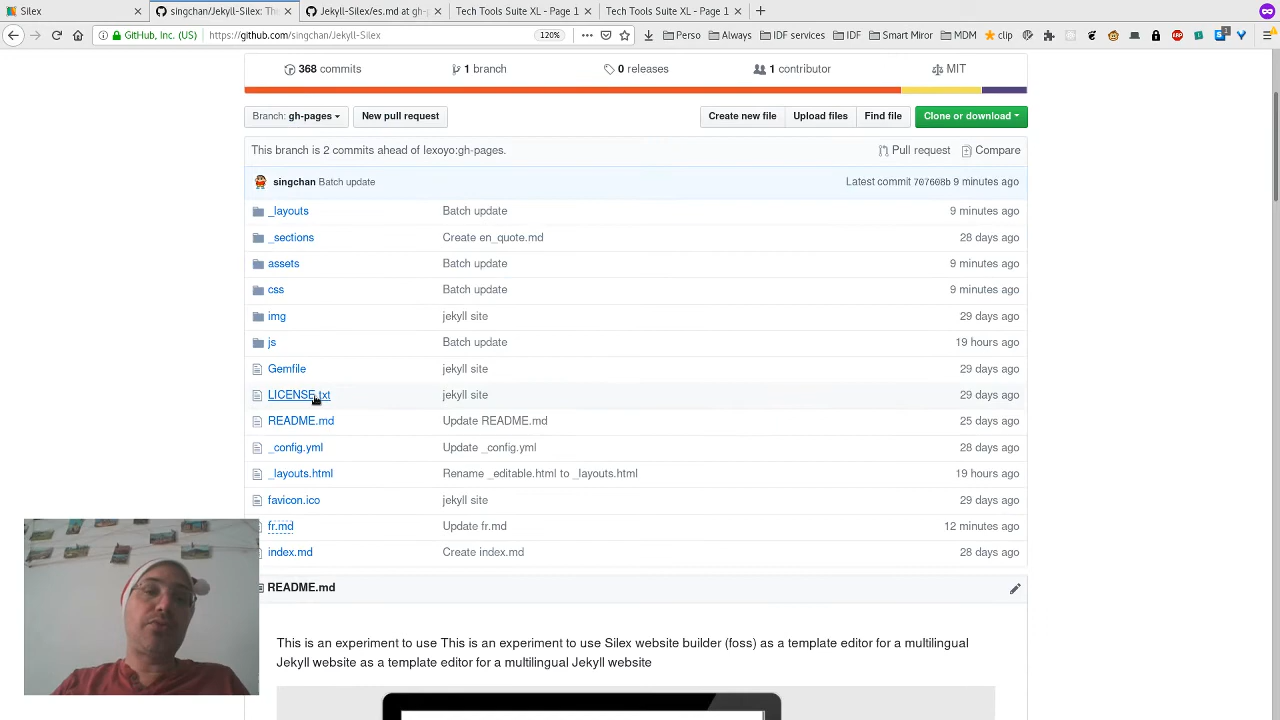 Silex
singchan/Jekyll-Silex: Th
Jekyll-Silex/es.md at gh-p
Tech Tools Suite XL - Page 1
Tech Tools Suite XL - Page 1
GitHub, Inc. (US)
https://github.com/singchan/Jekyll-Silex
120%
Perso
Always
IDF services
IDF
Smart Miror
MDM
clip
368 commits
1 branch
0 releases
1 contributor
MIT
Branch: gh-pages
New pull request
Create new file
Upload files
Find file
Clone or download
This branch is 2 commits ahead of lexoyo:gh-pages.
Pull request
Compare
singchan Batch update
Latest commit 707608b 9 minutes ago
_layouts Batch update 9 minutes ago
_sections Create en_quote.md 28 days ago
assets Batch update 9 minutes ago
css Batch update 9 minutes ago
img jekyll site 29 days ago
js Batch update 19 hours ago
Gemfile jekyll site 29 days ago
LICENSE.txt jekyll site 29 days ago
README.md Update README.md 25 days ago
_config.yml Update _config.yml 28 days ago
_layouts.html Rename _editable.html to _layouts.html 19 hours ago
favicon.ico jekyll site 29 days ago
fr.md Update fr.md 12 minutes ago
index.md Create index.md 28 days ago
README.md
This is an experiment to use This is an experiment to use Silex website builder (foss) as a template editor for a multilingual
Jekyll website as a template editor for a multilingual Jekyll website